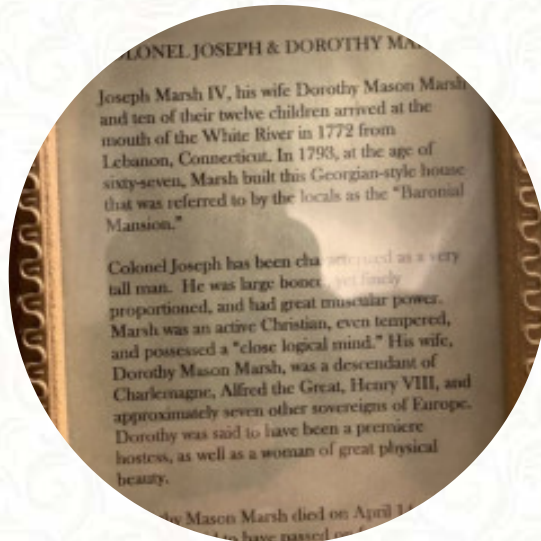 LONEL JOSEPH & DOROTHY
Joseph Marsh IV, his wife Dorothy Mason Marsh
and ten of their twelve children arrived at the
mouth of the White River in 1772 from
Lebanon, Connecticut. In 1793, at the age of
sixty-seven, Marsh built this Georgian-style house
that was referred to by the locals as the "Baronial
Mansion."
Colonel Joseph has been characterized as a very
tall man. He was large boned yet finely
proportioned, and had great muscular power.
Marsh was an active Christian, even tempered,
and possessed a "close logical mind." His wife,
Dorothy Mason Marsh, was a descendant of
Charlemagne, Alfred the Great, Henry VIII, and
approximately seven other sovereigns of Europe.
Dorothy was said to have been a premiere
hostess, as well as a woman of great physical
beauty.
Mason Marsh died on April
to have passed on